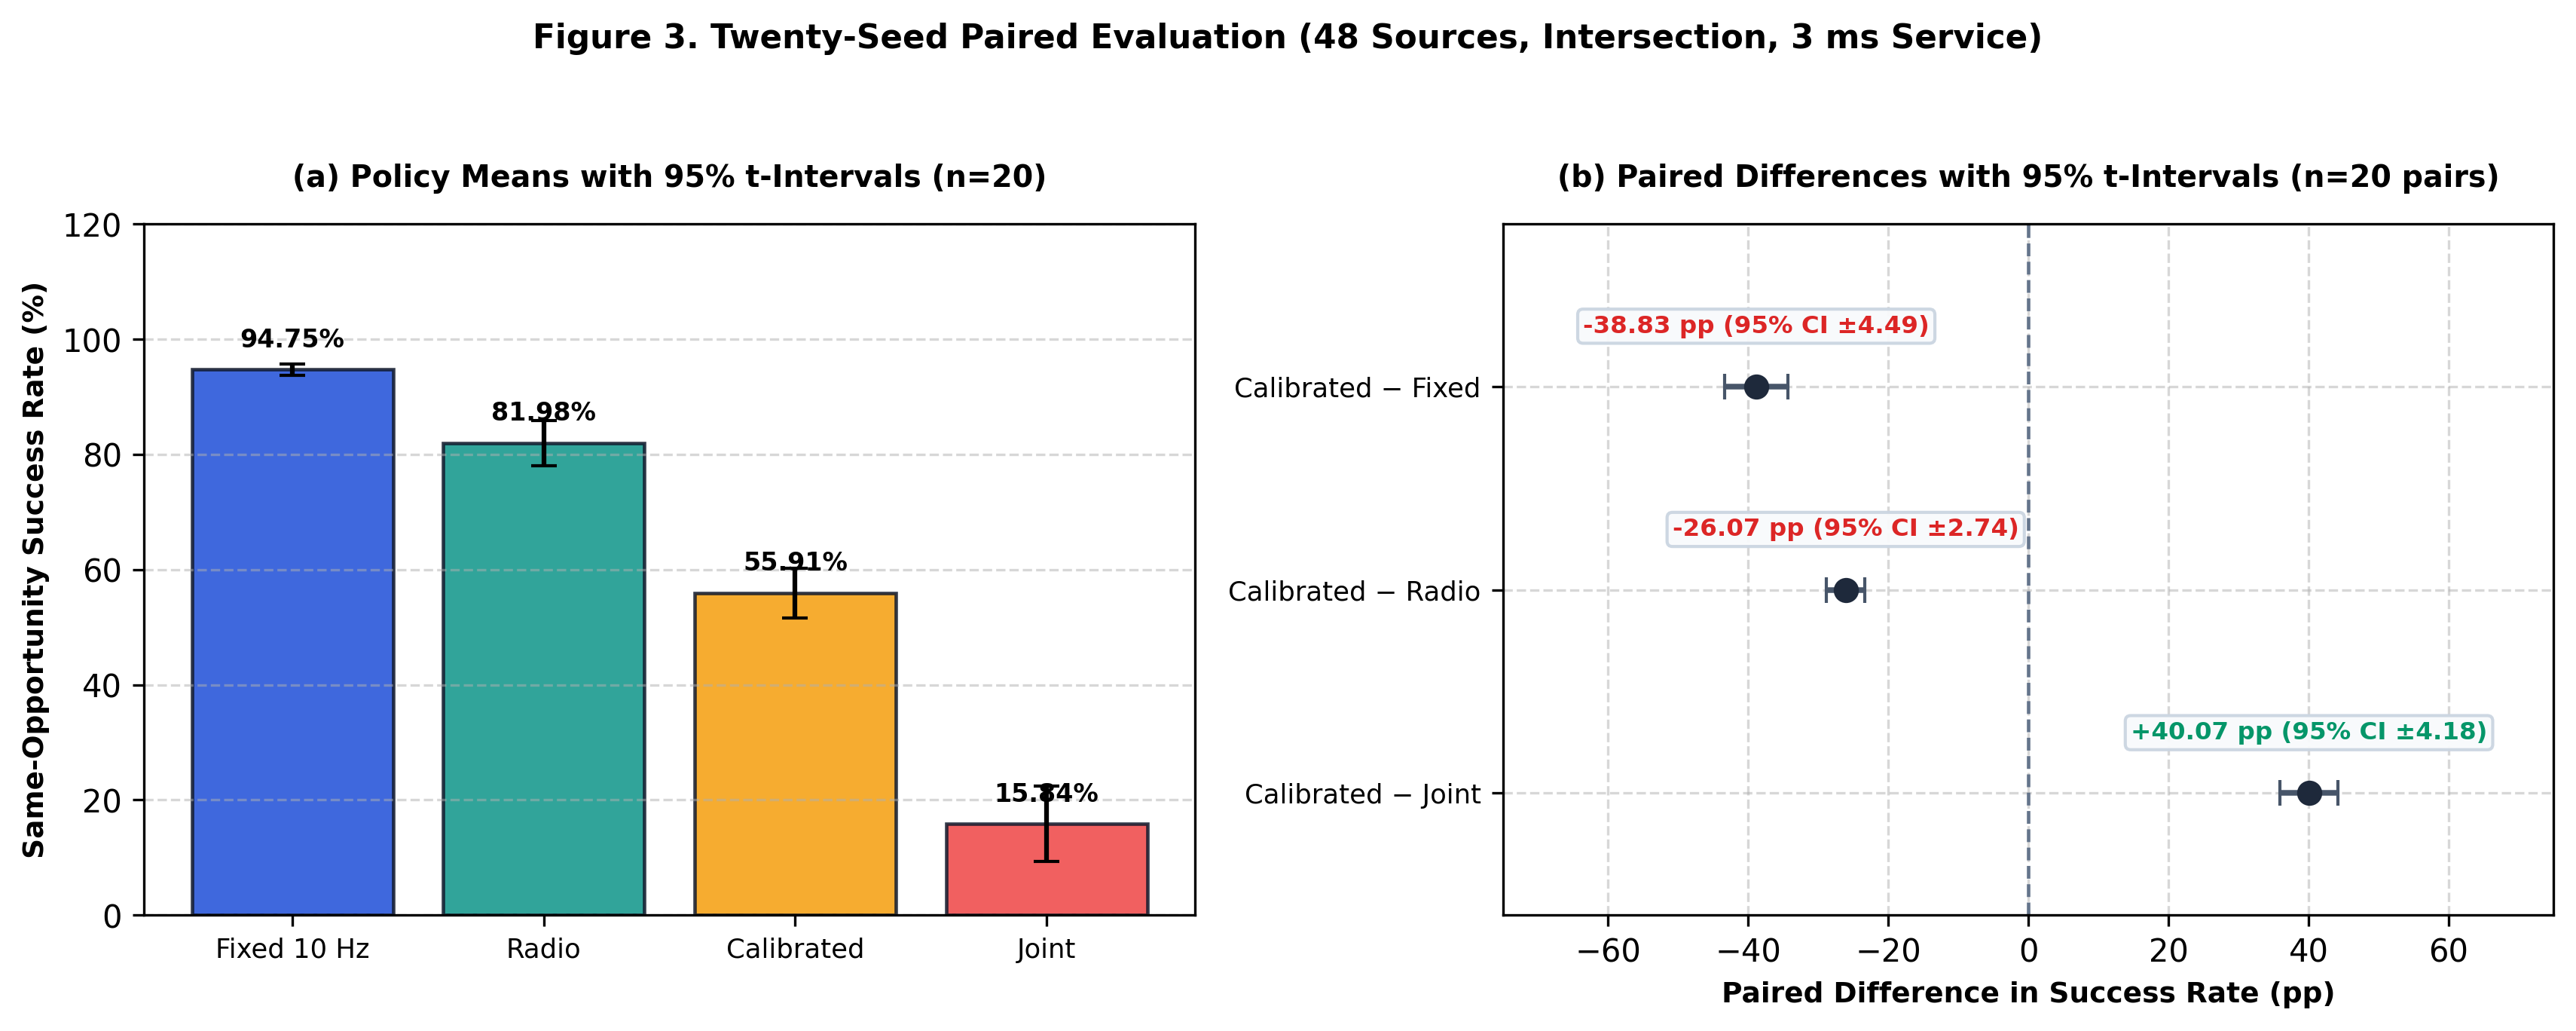 Figure 3. Twenty-Seed Paired Evaluation (48 Sources, Intersection, 3 ms Service)
(a) Policy Means with 95% t-Intervals (n=20)
Same-Opportunity Success Rate (%)
120
100
80
60
40
20
0
94.75%
81.98%
55.91%
15.84%
Fixed 10 Hz
Radio
Calibrated
Joint
(b) Paired Differences with 95% t-Intervals (n=20 pairs)
Calibrated − Fixed
Calibrated − Radio
Calibrated − Joint
-38.83 pp (95% CI ±4.49)
-26.07 pp (95% CI ±2.74)
+40.07 pp (95% CI ±4.18)
−60
−40
−20
0
20
40
60
Paired Difference in Success Rate (pp)